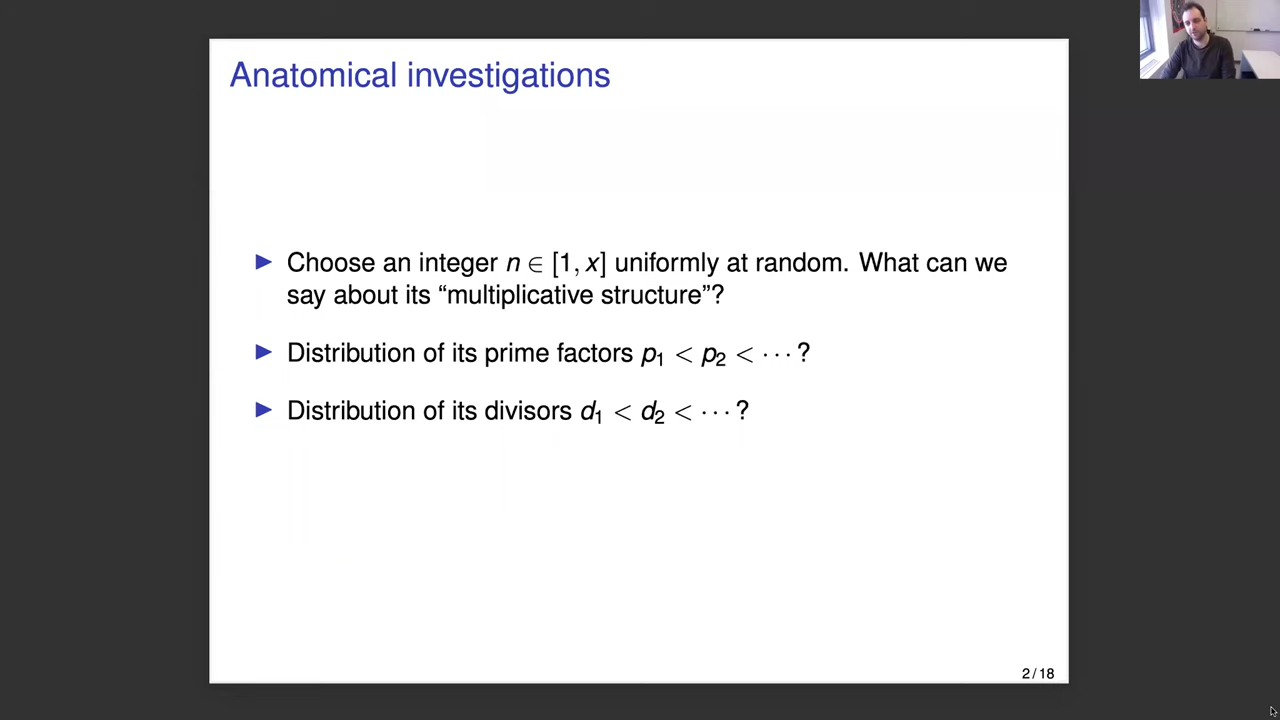 Anatomical investigations
▶ Choose an integer n ∈ [1, x] uniformly at random. What can we
say about its “multiplicative structure”?
▶ Distribution of its prime factors p₁ < p₂ < ⋯ ?
▶ Distribution of its divisors d₁ < d₂ < ⋯ ?
2 / 18